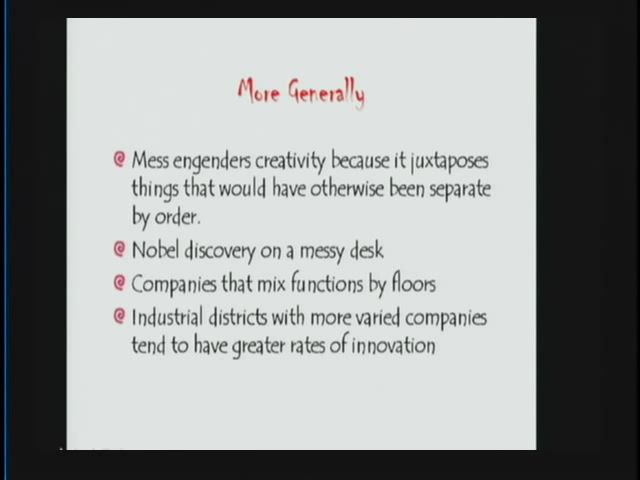 More Generally
Mess engenders creativity because it juxtaposes
things that would have otherwise been separate
by order.
Nobel discovery on a messy desk
Companies that mix functions by floors
Industrial districts with more varied companies
tend to have greater rates of innovation